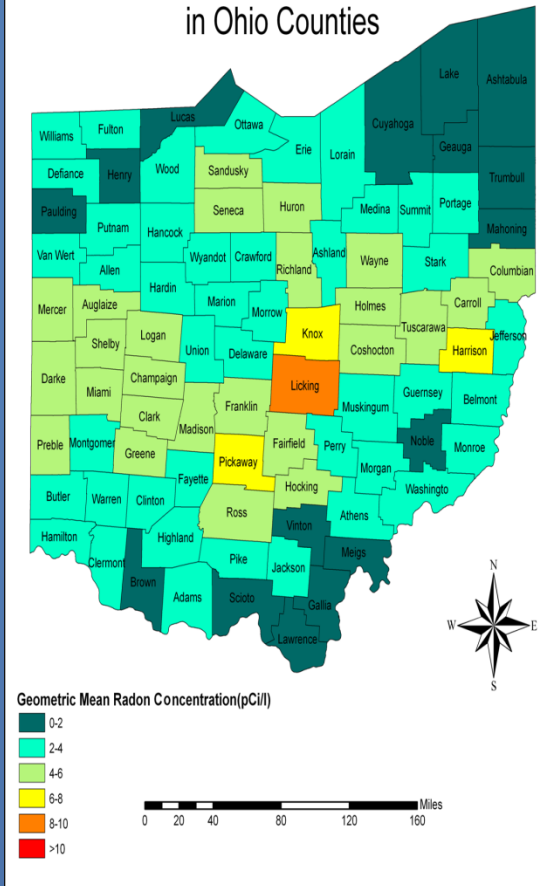 in Ohio Counties
Lake
Ashtabula
Lucas
Cuyahoga
Ottawa
Fulton
Williams
Erie
Lorain
Geauga
Wood
Sandusky
Defiance
Henry
Trumbull
Huron
Medina
Summit
Portage
Paulding
Seneca
Putnam
Hancock
Mahoning
Van Wert
Wyandot
Crawford
Ashland
Wayne
Stark
Columbian
Allen
Richland
Hardin
Carroll
Mercer
Auglaize
Marion
Morrow
Holmes
Tuscarawa
Jefferson
Logan
Knox
Shelby
Union
Delaware
Coshocton
Harrison
Darke
Miami
Champaign
Licking
Guernsey
Belmont
Clark
Franklin
Muskingum
Madison
Preble
Montgomer
Greene
Fairfield
Perry
Noble
Monroe
Pickaway
Morgan
Fayette
Hocking
Washingto
Butler
Warren
Clinton
Ross
Athens
Vinton
Hamilton
Highland
Meigs
Clermont
Pike
Jackson
Brown
Adams
Scioto
Gallia
Lawrence
N
W
E
S
Geometric Mean Radon Concentration(pCi/l)
0-2
2-4
4-6
6-8
8-10
>10
Miles
0 20 40 80 120 160